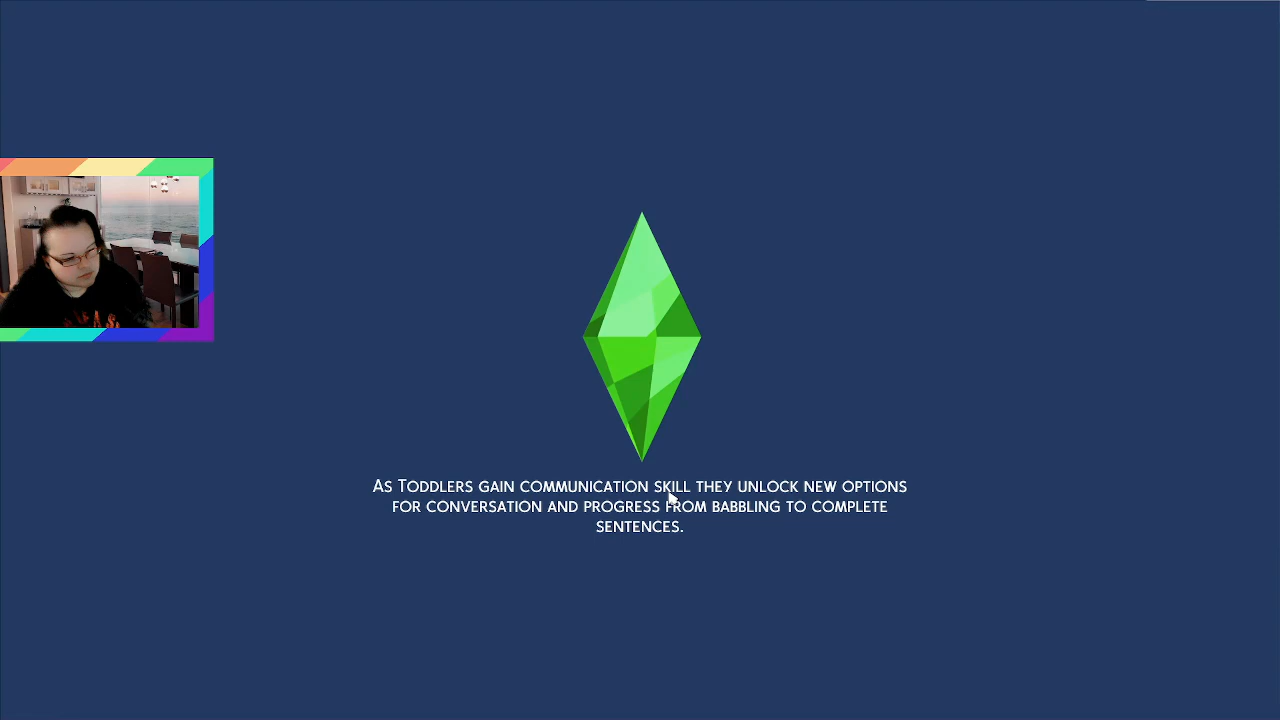 As Toddlers gain communication skill they unlock new options
for conversation and progress from babbling to complete
sentences.